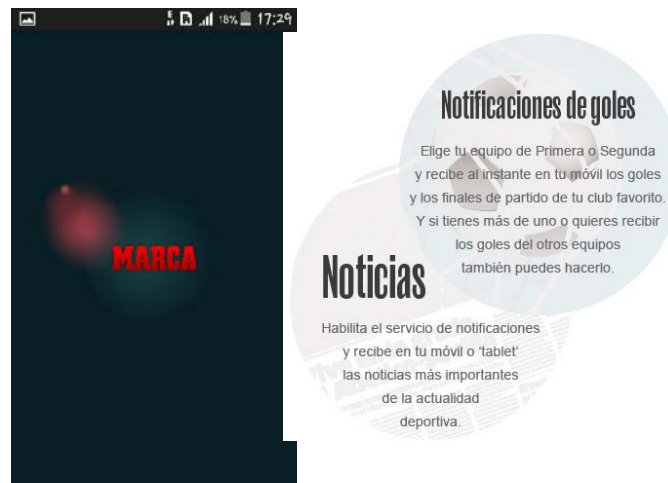 18% 17:29
MARCA
Notificaciones de goles
Elige tu equipo de Primera o Segunda
y recibe al instante en tu móvil los goles
y los finales de partido de tu club favorito.
Y si tienes más de uno o quieres recibir
los goles del otros equipos
también puedes hacerlo.
Noticias
Habilita el servicio de notificaciones
y recibe en tu móvil o ‘tablet’
las noticias más importantes
de la actualidad
deportiva.